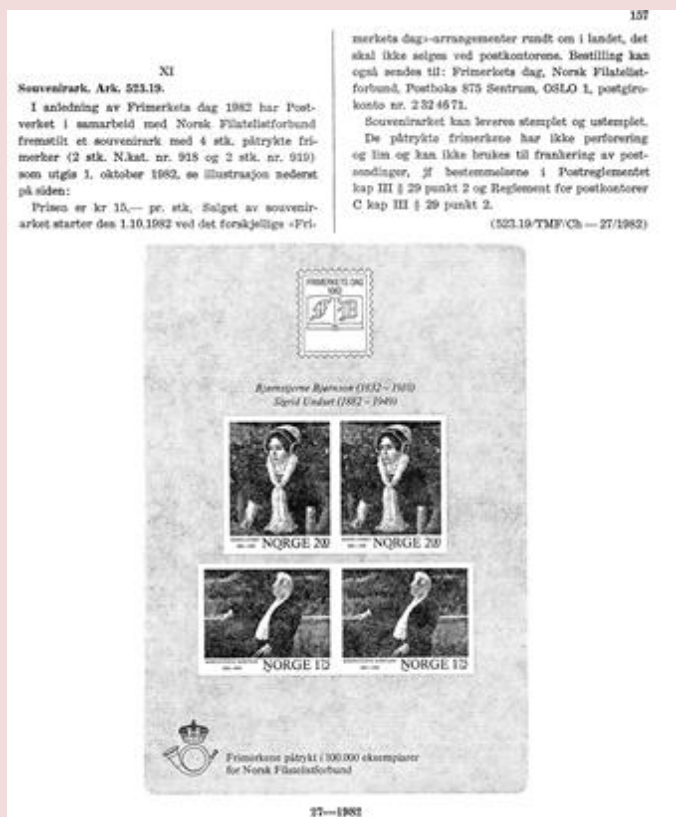 157
XI
Souvenirark. Ark. 523.19.
I anledning av Frimerkets dag 1982 har Post-
verket i samarbeid med Norsk Filatelistforbund
fremstilt et souvenirark med 4 stk. påtrykte fri-
merker (2 stk. N.kat. nr. 918 og 2 stk. nr. 919)
som utgis 1. oktober 1982, se illustrasjon nederst
på siden:
Prisen er kr 15,— pr. stk. Salget av souvenir-
arket starter den 1.10.1982 ved det forskjellige «Fri-
merkets dag»-arrangementer rundt om i landet, det
skal ikke selges ved postkontorene. Bestilling kan
også sendes til: Frimerkets dag, Norsk Filatelist-
forbund, Postboks 875 Sentrum, OSLO 1, postgiro-
konto nr. 2 32 46 71.
Souvenirarket kan leveres stemplet og ustemplet.
De påtrykte frimerkene har ikke perforering
og lim og kan ikke brukes til frankering av post-
sendinger, jf bestemmelsene i Postreglementet
kap III § 29 punkt 2 og Reglement for postkontorer
C kap III § 29 punkt 2.
(523.19/TMF/Ch — 27/1982)
FRIMERKETS DAG
1982
Bjørnstjerne Bjørnson (1832 – 1910)
Sigrid Undset (1882 – 1949)
NORGE 200
NORGE 200
NORGE 175
NORGE 175
Frimerkene påtrykt i 100.000 eksemplarer
for Norsk Filatelistforbund
27—1982